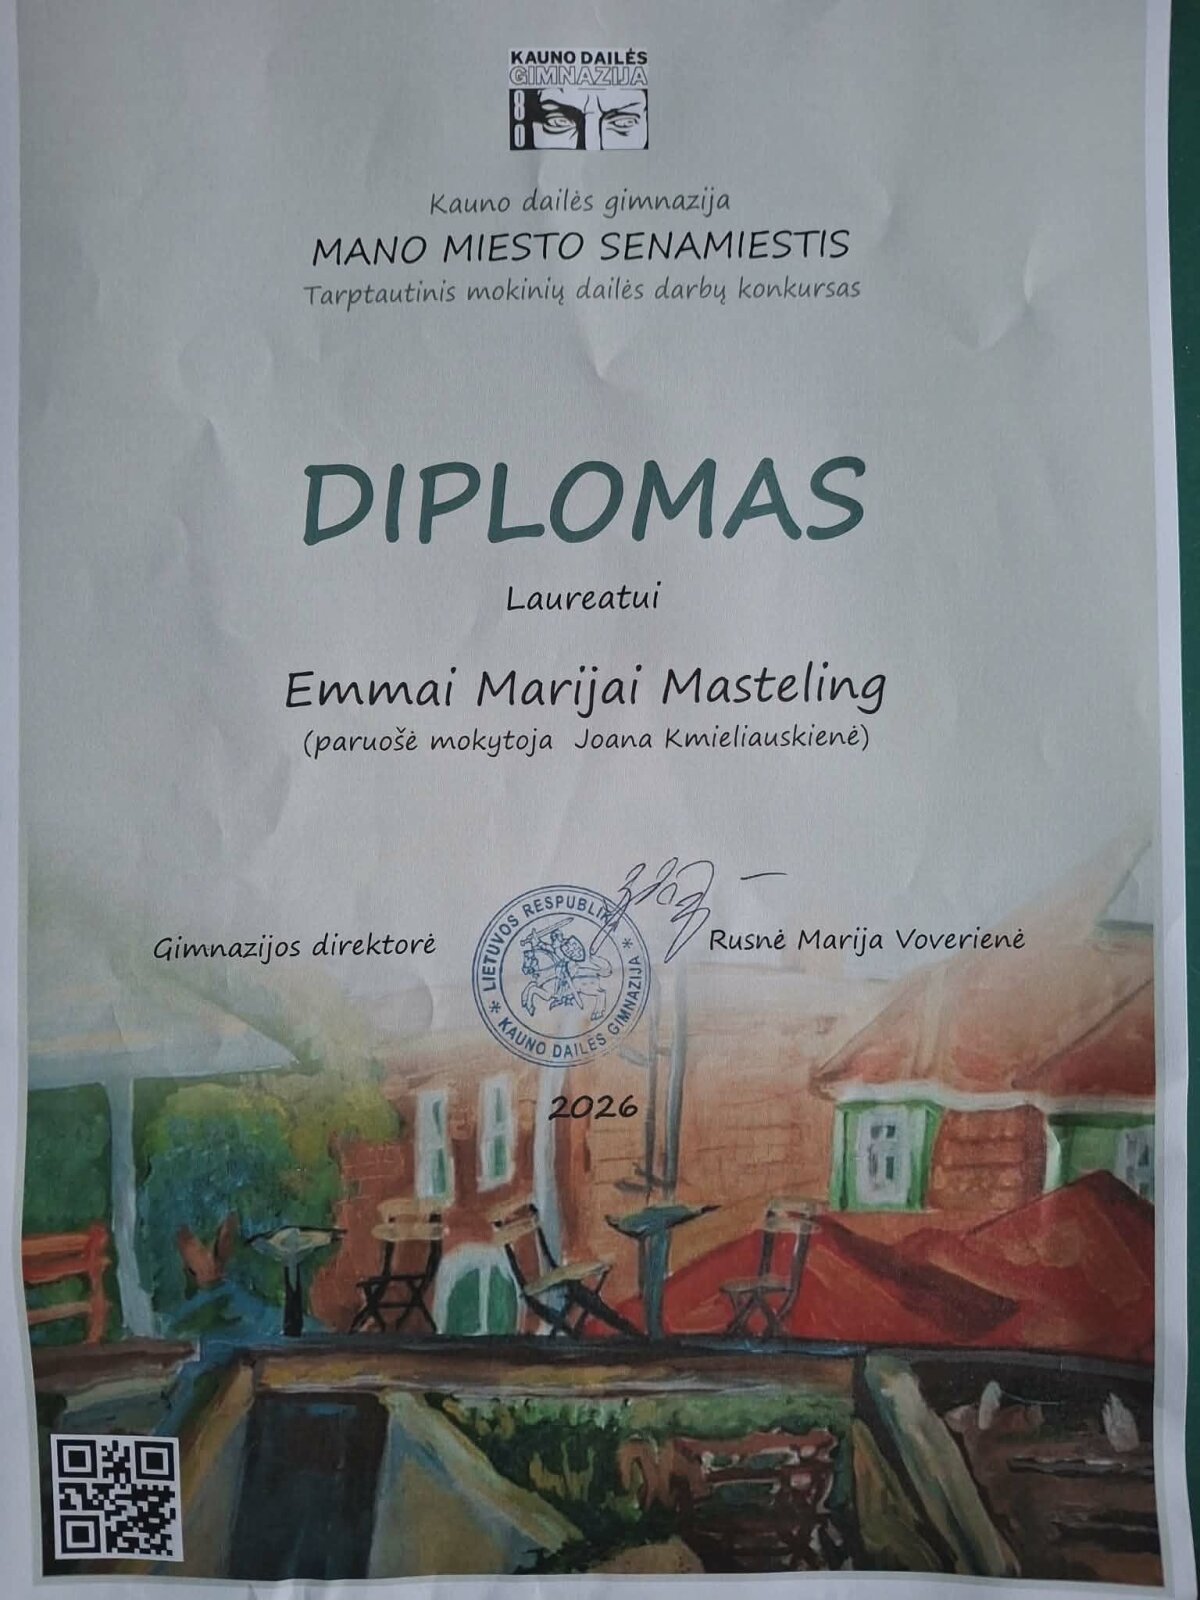 KAUNO DAILĖS
GIMNAZIJA
80
Kauno dailės gimnazija
MANO MIESTO SENAMIESTIS
Tarptautinis mokinių dailės darbų konkursas
DIPLOMAS
Laureatui
Emmai Marijai Masteling
(paruošė mokytoja Joana Kmieliauskienė)
Gimnazijos direktorė
LIETUVOS RESPUBLIKA
* KAUNO DAILĖS GIMNAZIJA *
Rusnė Marija Voverienė
2026